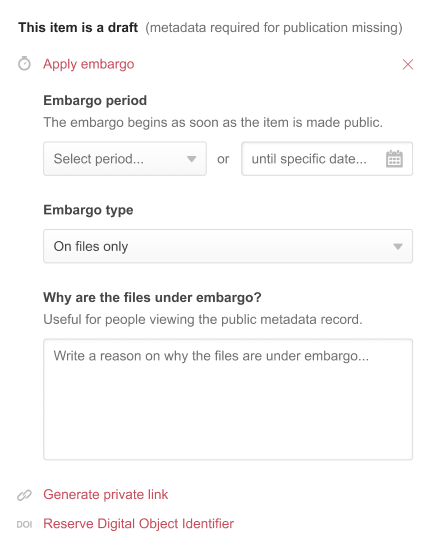 This item is a draft (metadata required for publication missing)
Apply embargo
Embargo period
The embargo begins as soon as the item is made public.
Select period... or until specific date...
Embargo type
On files only
Why are the files under embargo?
Useful for people viewing the public metadata record.
Write a reason on why the files are under embargo...
Generate private link
DOI Reserve Digital Object Identifier